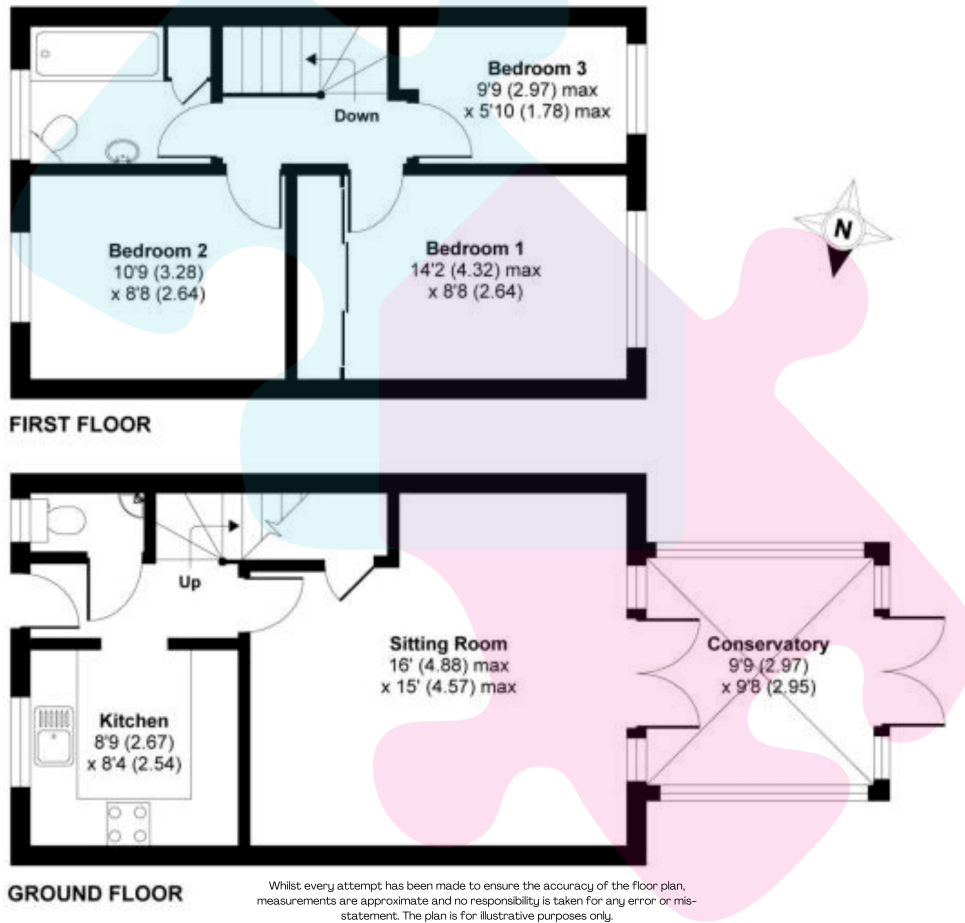 Bedroom 3
9'9 (2.97) max
x 5'10 (1.78) max
Down
Bedroom 2
10'9 (3.28)
x 8'8 (2.64)
Bedroom 1
14'2 (4.32) max
x 8'8 (2.64)
N
FIRST FLOOR
Up
Sitting Room
16' (4.88) max
x 15' (4.57) max
Conservatory
9'9 (2.97)
x 9'8 (2.95)
Kitchen
8'9 (2.67)
x 8'4 (2.54)
GROUND FLOOR
Whilst every attempt has been made to ensure the accuracy of the floor plan,
measurements are approximate and no responsibility is taken for any error or mis-
statement. The plan is for illustrative purposes only.